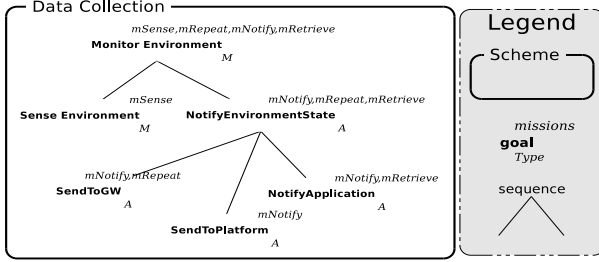 Data Collection
mSense,mRepeat,mNotify,mRetrieve
Monitor Environment
M
mSense
Sense Environment
M
mNotify,mRepeat,mRetrieve
NotifyEnvironmentState
A
mNotify,mRepeat
SendToGW
A
mNotify
SendToPlatform
A
mNotify,mRetrieve
NotifyApplication
A
Legend
Scheme
missions
goal
Type
sequence